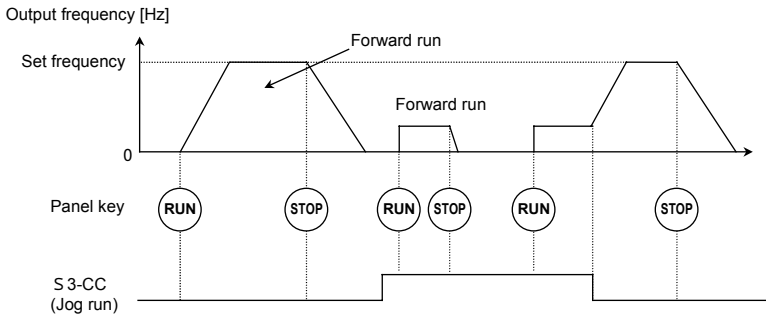 Output frequency [Hz]
Forward run
Set frequency
Forward run
0
Panel key
RUN STOP RUN STOP RUN STOP
S 3-CC
(Jog run)